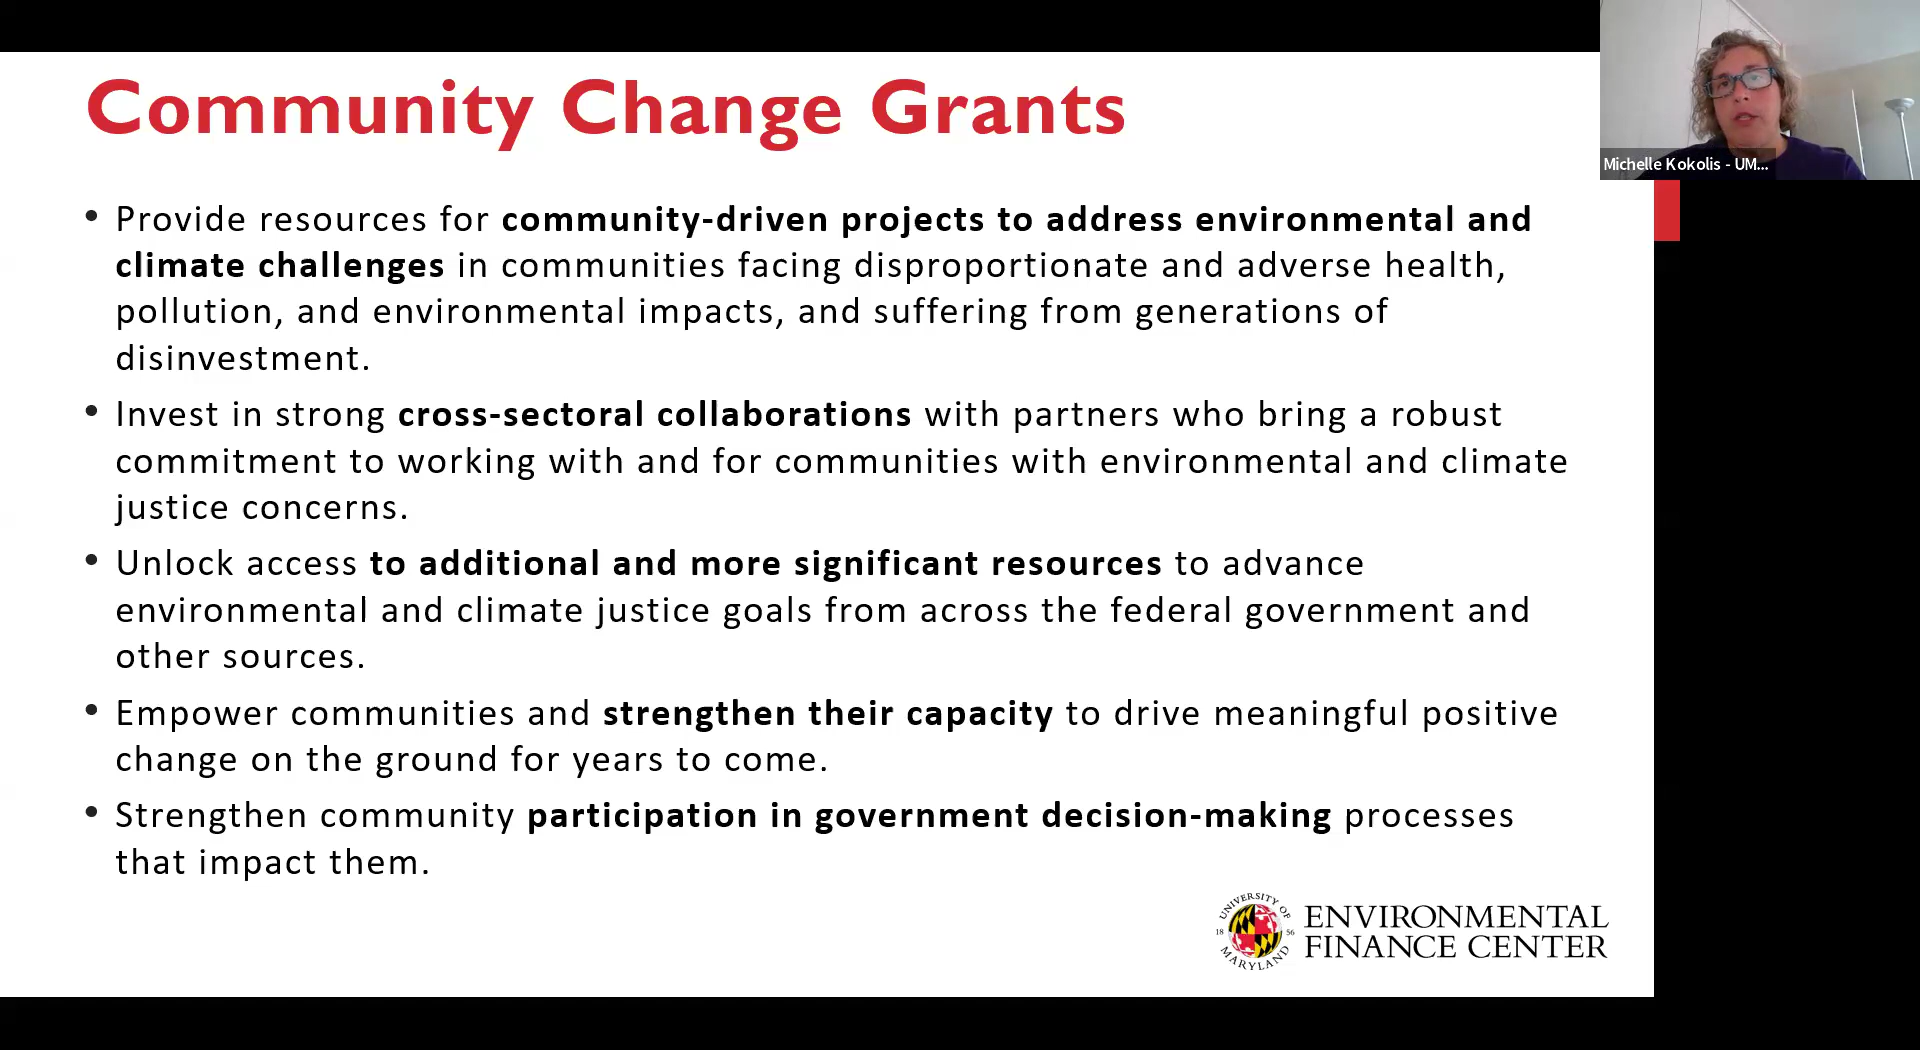 Community Change Grants
Michelle Kokolis - UM...
• Provide resources for community-driven projects to address environmental and
climate challenges in communities facing disproportionate and adverse health,
pollution, and environmental impacts, and suffering from generations of
disinvestment.
• Invest in strong cross-sectoral collaborations with partners who bring a robust
commitment to working with and for communities with environmental and climate
justice concerns.
• Unlock access to additional and more significant resources to advance
environmental and climate justice goals from across the federal government and
other sources.
• Empower communities and strengthen their capacity to drive meaningful positive
change on the ground for years to come.
• Strengthen community participation in government decision-making processes
that impact them.
UNIVERSITY OF
18 56
MARYLAND
ENVIRONMENTAL
FINANCE CENTER